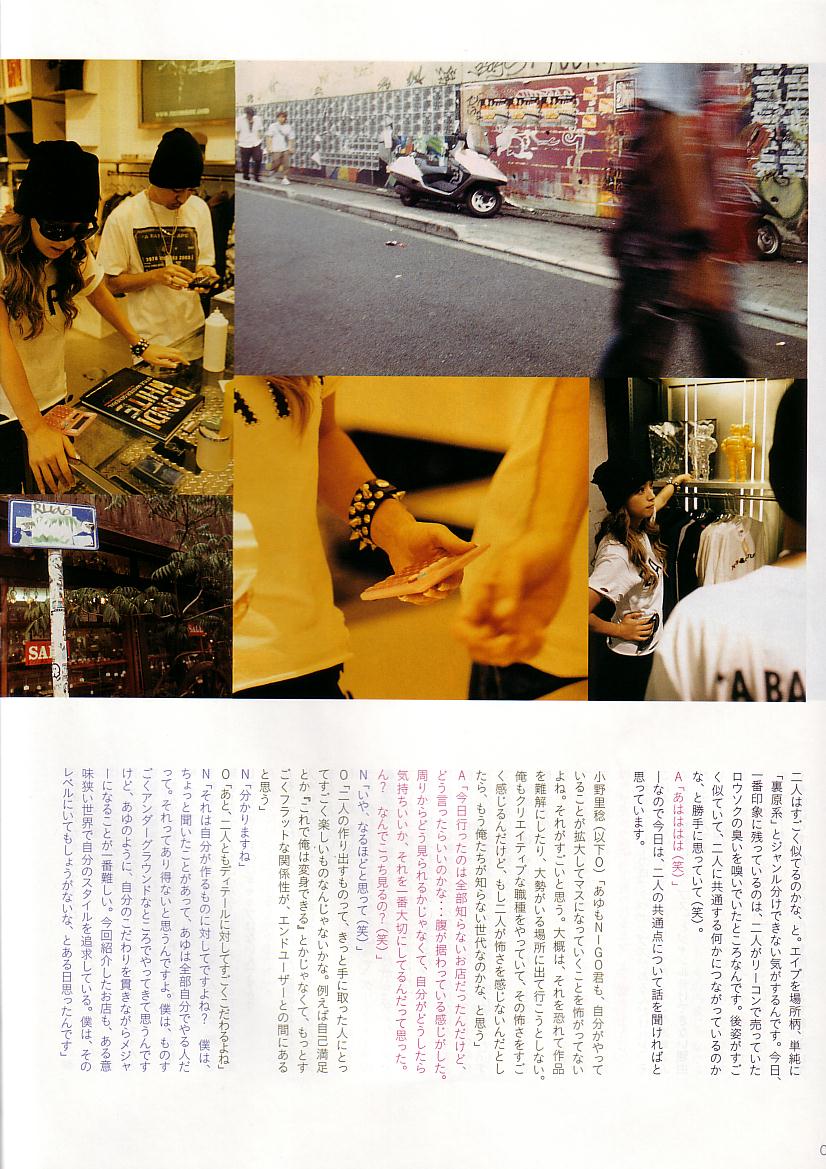 二人はすごく似てるのかな、と。エイプを場所柄、単純に
「裏原系」とジャンル分けできない気がするんです。今日、
一番印象に残っているのは、二人がリーコンで売っていた
ロウソクの臭いを嗅いでいたところなんです。後姿がすご
く似ていて、二人に共通する何かにつながっているのか
な、と勝手に思っていて（笑）。
A「あはははは（笑）」
―なので今日は、二人の共通点について話を聞ければと
思っています。
小野里稔（以下O）「あゆもNIGO君も、自分がやって
いることが拡大してマスになっていくことを怖がってない
よね。それがすごいと思う。大概は、それを恐れて作品
を難解にしたり、大勢がいる場所に出て行こうとしない。
俺もクリエイティブな職種をやっていて、その怖さをすご
く感じるんだけど、もし二人が怖さを感じないんだとし
たら、もう俺たちが知らない世代なのかな、と思う」
A「今日行ったのは全部知らないお店だったんだけど、
どう言ったらいいのかな…腹が据わっている感じがした。
周りからどう見られるかじゃなくて、自分がどうしたら
気持ちいいか、それを一番大切にしてるんだって思った。
ん？　なんでこっち見るの？（笑）」
N「いや、なるほどと思って（笑）」
O「二人の作り出すものって、きっと手に取った人にとっ
てすごく楽しいものなんじゃないかな。例えば自己満足
とか『これで俺は変身できる』とかじゃなくて、もっとす
ごくフラットな関係性が、エンドユーザーとの間にある
と思う」
N「分かりますね」
O「あと、二人ともディテールに対してすごくこだわるよね」
N「それは自分が作るものに対してですよね？　僕は、
ちょっと聞いたことがあって、あゆは全部自分でやる人だ
って。それってあり得ないと思うんですよ。僕は、ものす
ごくアンダーグラウンドなところでやってきて思うんです
けど、あゆのように、自分のこだわりを貫きながらメジャ
ーになることが一番難しい。今回紹介したお店も、ある意
味狭い世界で自分のスタイルを追求している。僕は、その
レベルにいてもしょうがないな、とある日思ったんです」
SAL
A BA
WHITE